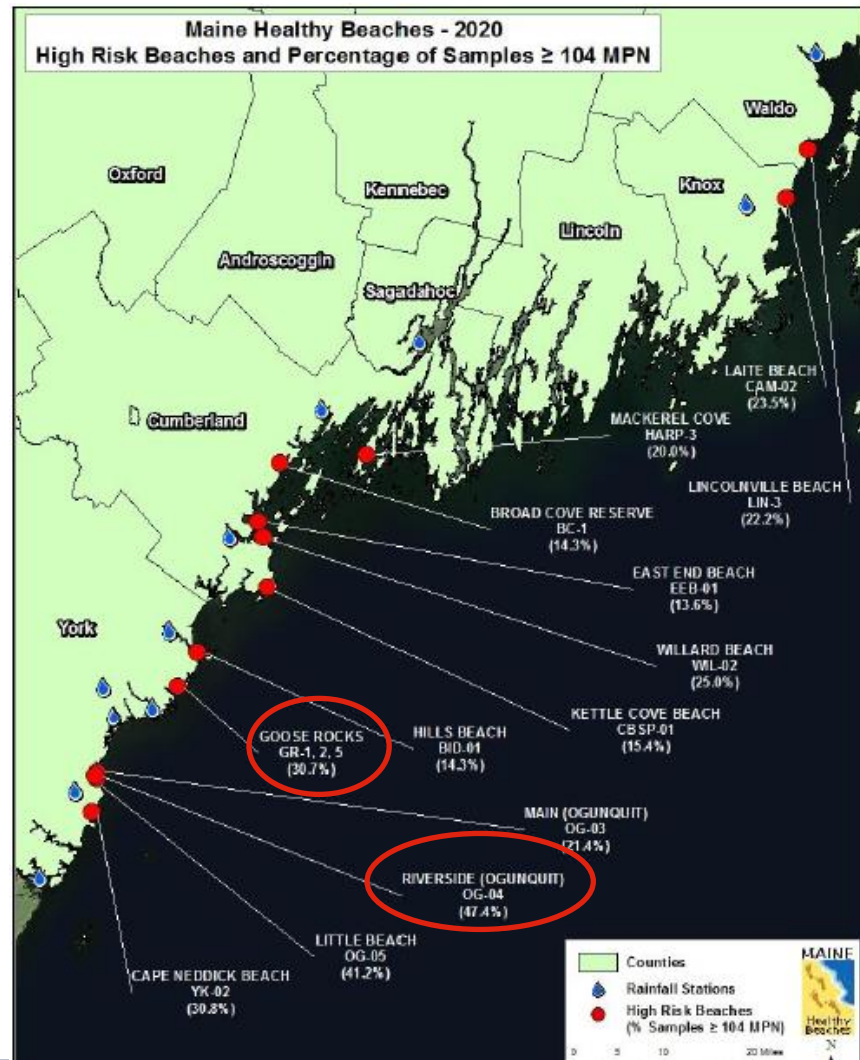 Maine Healthy Beaches - 2020
High Risk Beaches and Percentage of Samples ≥ 104 MPN
Waldo
Oxford
Knox
Kennebec
Lincoln
Androscoggin
Sagadahoc
LAITE BEACH
CAM-02
(23.5%)
Cumberland
MACKEREL COVE
HARP-3
(20.0%)
LINCOLNVILLE BEACH
LIN-3
(22.2%)
BROAD COVE RESERVE
BC-1
(14.3%)
EAST END BEACH
EEB-01
(13.6%)
York
WILLARD BEACH
WIL-02
(25.0%)
KETTLE COVE BEACH
CBSP-01
(15.4%)
GOOSE ROCKS
GR-1, 2, 5
(30.7%)
HILLS BEACH
BID-01
(14.3%)
MAIN (OGUNQUIT)
OG-03
(21.4%)
RIVERSIDE (OGUNQUIT)
OG-04
(47.4%)
LITTLE BEACH
OG-05
(41.2%)
CAPE NEDDICK BEACH
YK-02
(30.8%)
Counties
Rainfall Stations
High Risk Beaches
(% Samples ≥ 104 MPN)
MAINE
Healthy
Beaches
N
0 5 10 20 Miles